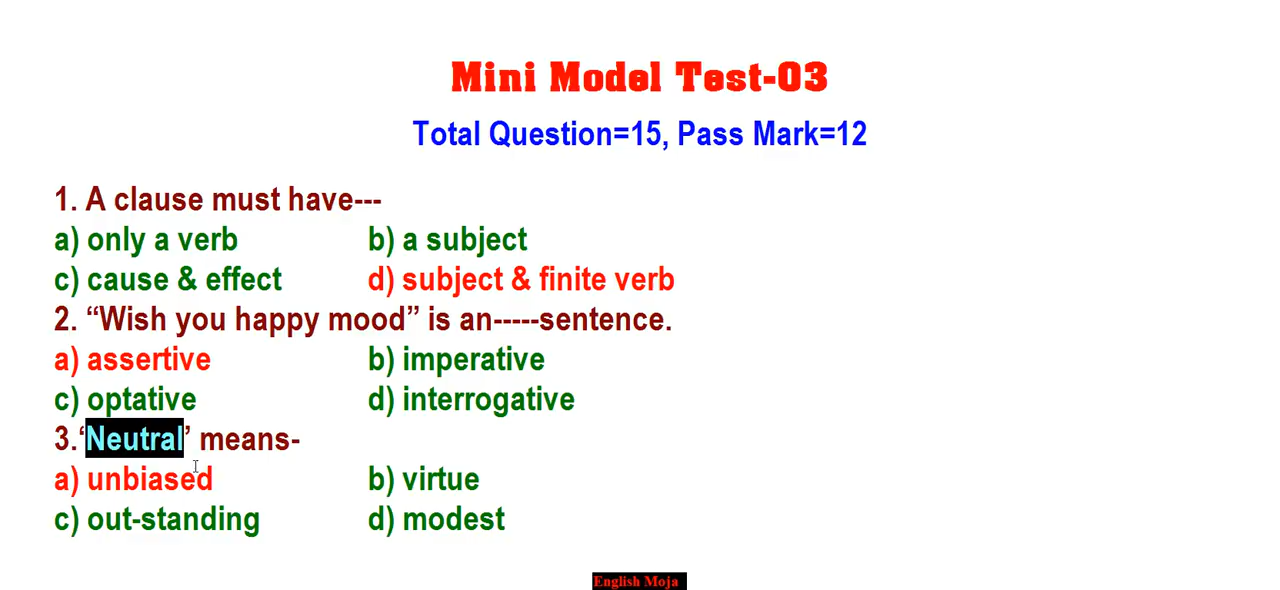 Mini Model Test-03
Total Question=15, Pass Mark=12
1. A clause must have---
a) only a verb b) a subject
c) cause & effect d) subject & finite verb
2. “Wish you happy mood” is an-----sentence.
a) assertive b) imperative
c) optative d) interrogative
3.‘Neutral’ means-
a) unbiased b) virtue
c) out-standing d) modest
English Moja